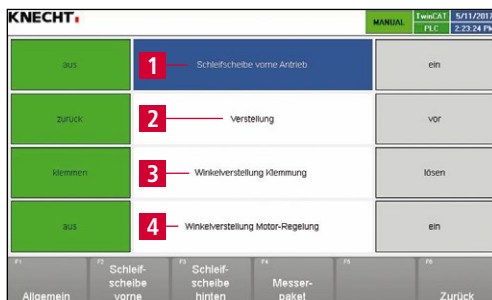 KNECHT.
MANUAL
TwinCAT 5/11/2017
PLC 2:23:24 PM
aus 1 Schleifscheibe vorne Antrieb ein
zurück 2 Verstellung vor
klemmen 3 Winkelverstellung Klemmung lösen
aus 4 Winkelverstellung Motor-Regelung ein
F1 Allgemein
F2 Schleif-
scheibe
vorne
F3 Schleif-
scheibe
hinten
F4 Messer-
paket
F5
F6 Zurück